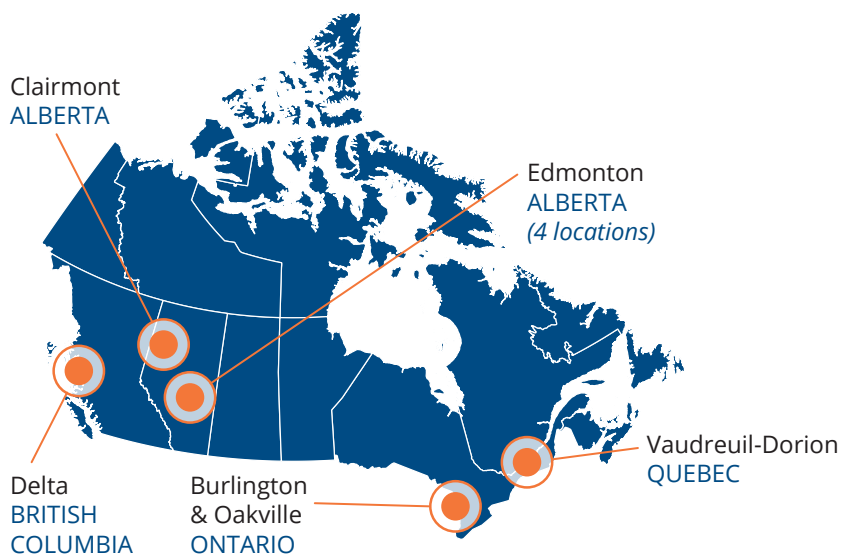 Clairmont
ALBERTA
Edmonton
ALBERTA
(4 locations)
Vaudreuil-Dorion
QUEBEC
Delta
BRITISH
COLUMBIA
Burlington
& Oakville
ONTARIO